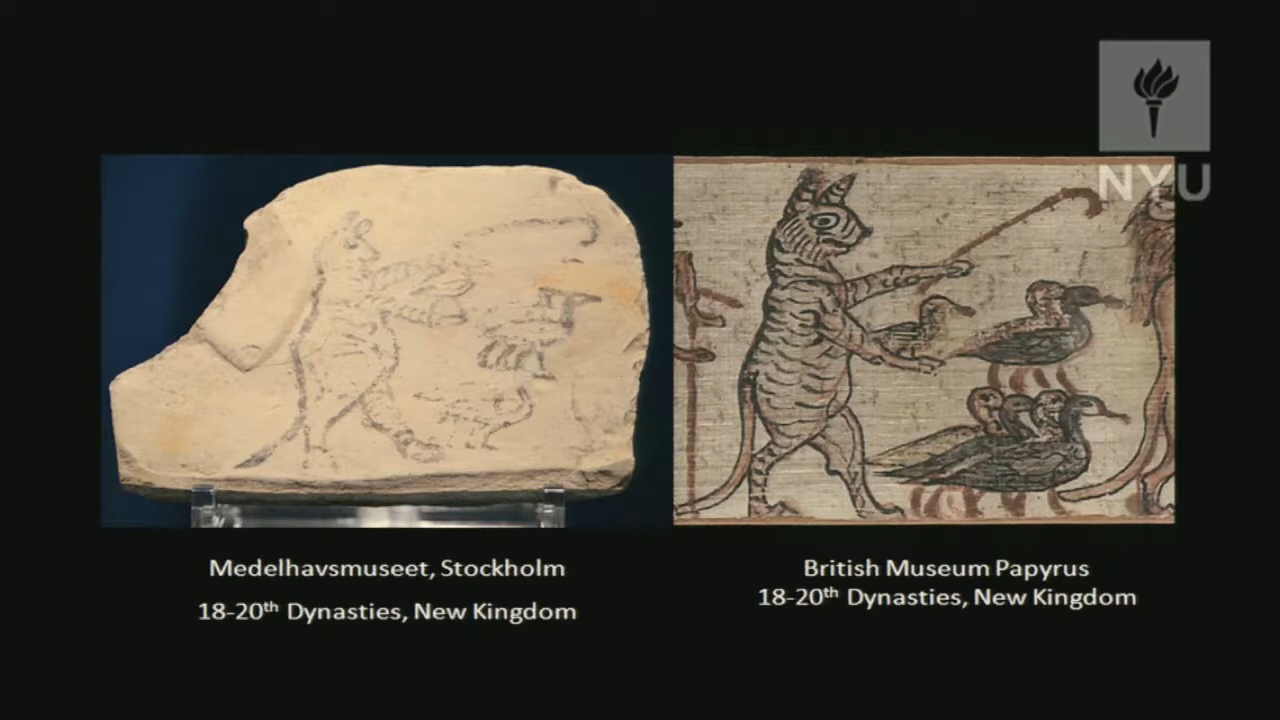 NYU
Medelhavsmuseet, Stockholm
18-20th Dynasties, New Kingdom
British Museum Papyrus
18-20th Dynasties, New Kingdom